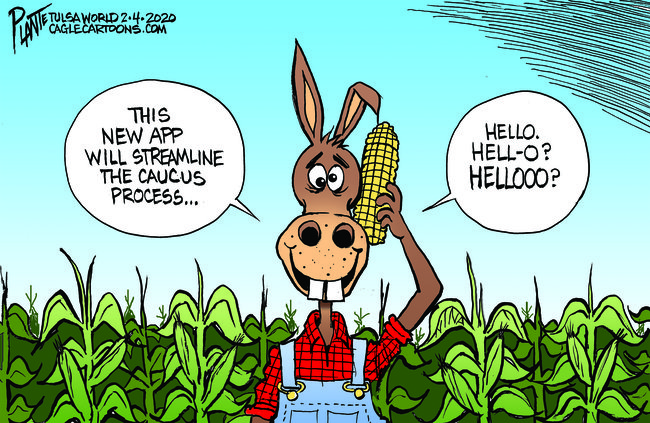 PLANTE TULSA WORLD 2-4-2020
CAGLECARTOONS.COM
THIS
NEW APP
WILL STREAMLINE
THE CAUCUS
PROCESS...
HELLO.
HELL-O?
HELLOOO?